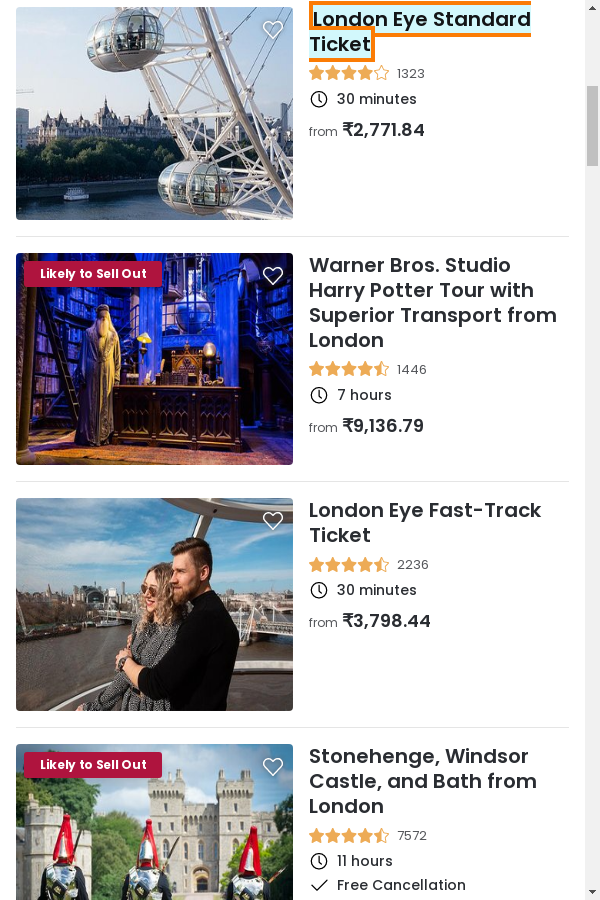 London Eye Standard
Ticket
1323
30 minutes
from ₹2,771.84
Likely to Sell Out
Warner Bros. Studio
Harry Potter Tour with
Superior Transport from
London
1446
7 hours
from ₹9,136.79
London Eye Fast-Track
Ticket
2236
30 minutes
from ₹3,798.44
Likely to Sell Out
Stonehenge, Windsor
Castle, and Bath from
London
7572
11 hours
Free Cancellation